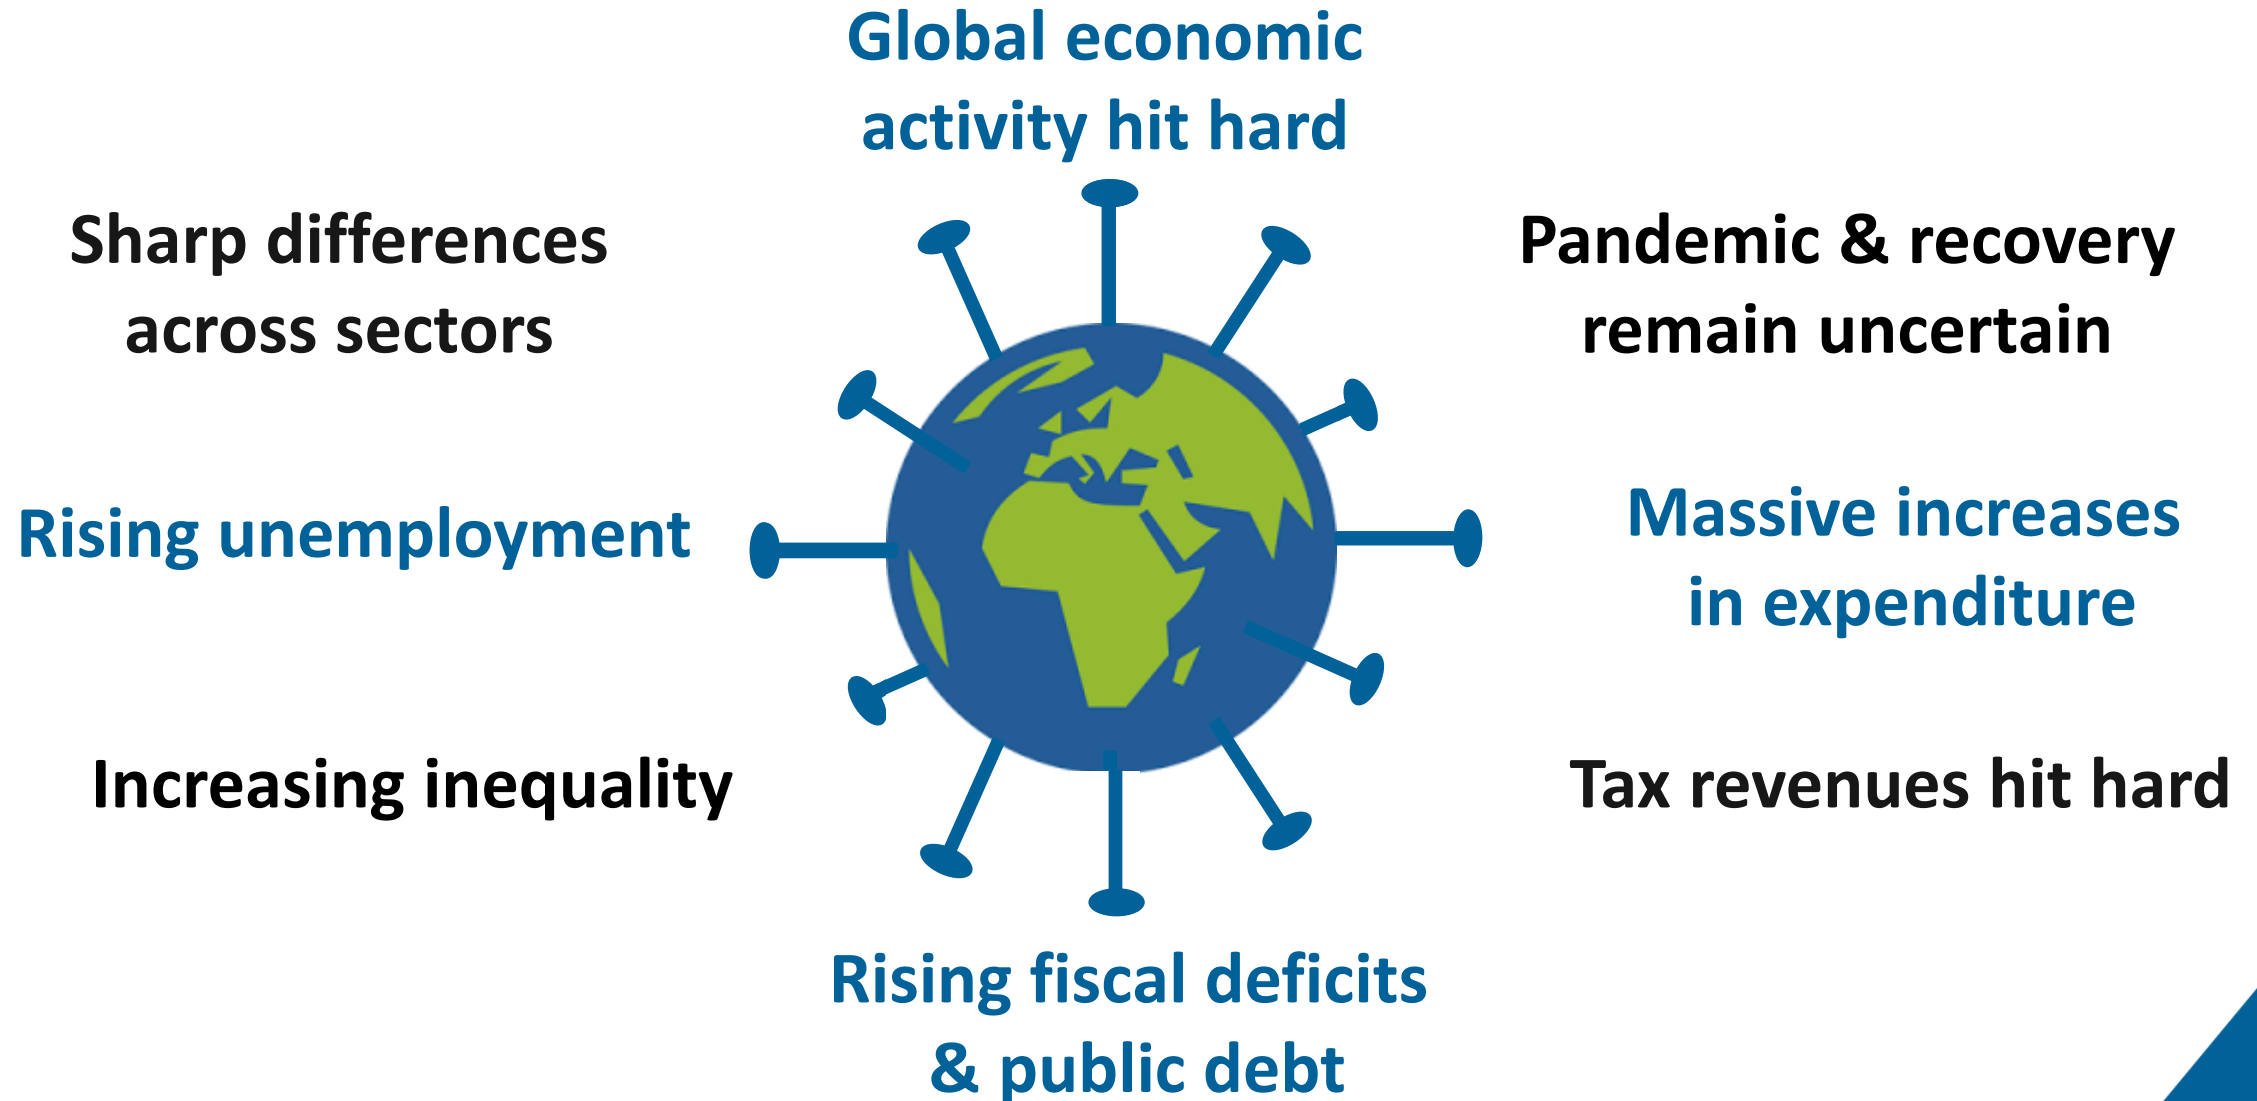 Global economic
activity hit hard
Sharp differences
across sectors
Pandemic & recovery
remain uncertain
Rising unemployment
Massive increases
in expenditure
Increasing inequality
Tax revenues hit hard
Rising fiscal deficits
& public debt